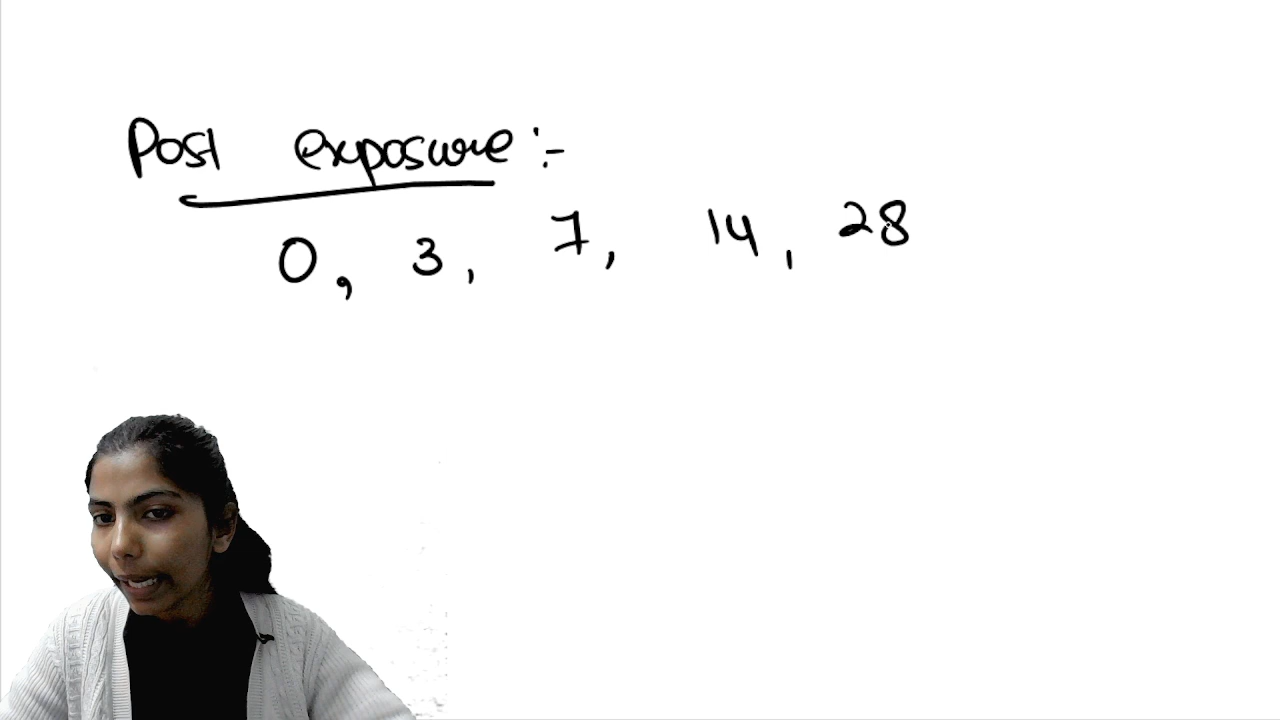 Post exposure :-
0, 3, 7, 14, 28